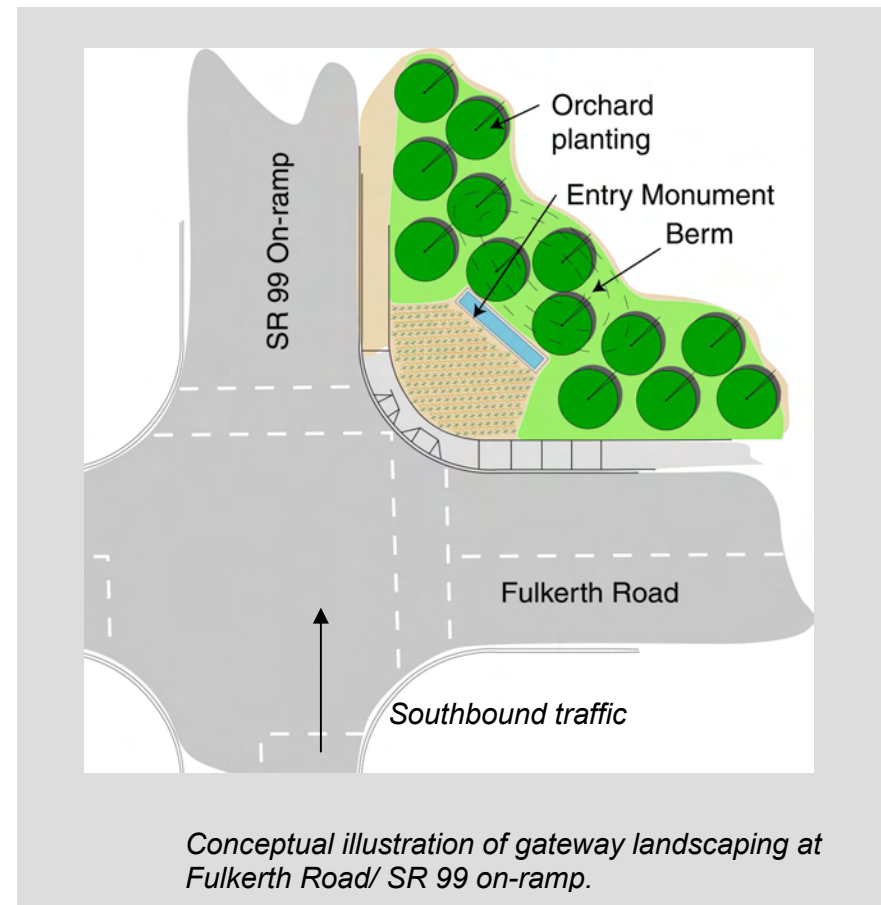 Orchard
planting
Entry Monument
Berm
SR 99 On-ramp
Fulkerth Road
Southbound traffic
Conceptual illustration of gateway landscaping at
Fulkerth Road/ SR 99 on-ramp.